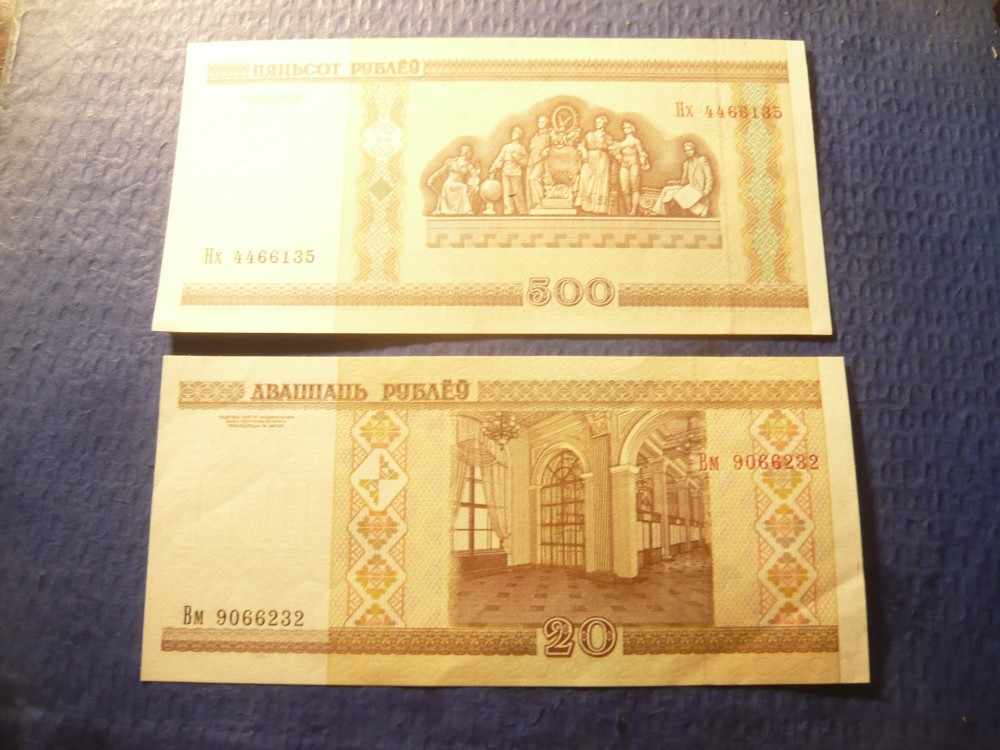 ПЯЦЬСОТ РУБЛЁЎ
Нх 4466135
Нх 4466135
500
ДВАЦЦАЦЬ РУБЛЁЎ
Вм 9066232
Вм 9066232
20